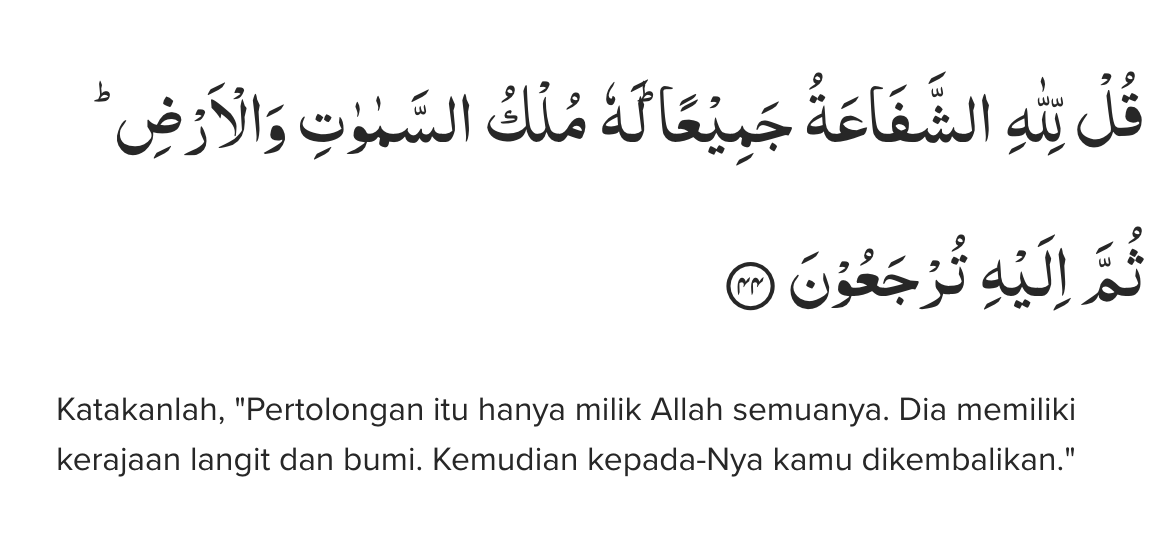 قُلْ لِّلّٰهِ الشَّفَاعَةُ جَمِيْعًا ۗ لَهٗ مُلْكُ السَّمٰوٰتِ وَالْاَرْضِ ۗ
ثُمَّ اِلَيْهِ تُرْجَعُوْنَ ۝٤٤
Katakanlah, "Pertolongan itu hanya milik Allah semuanya. Dia memiliki
kerajaan langit dan bumi. Kemudian kepada-Nya kamu dikembalikan."